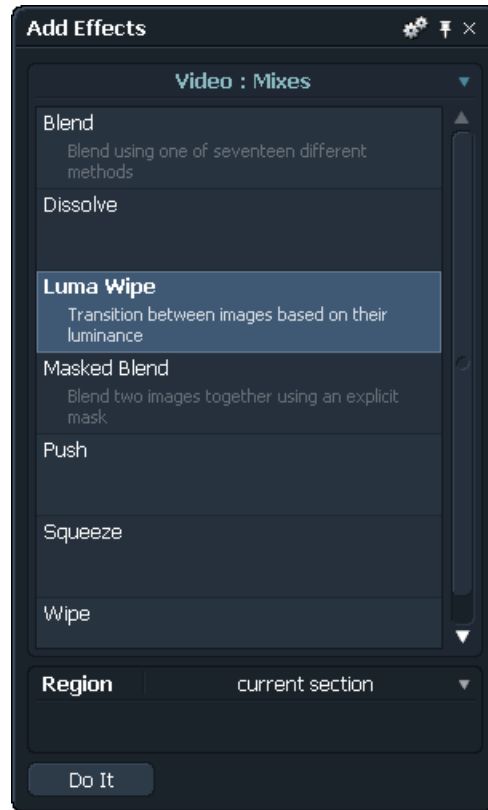 Add Effects
Video : Mixes
Blend
Blend using one of seventeen different
methods
Dissolve
Luma Wipe
Transition between images based on their
luminance
Masked Blend
Blend two images together using an explicit
mask
Push
Squeeze
Wipe
Region current section
Do It